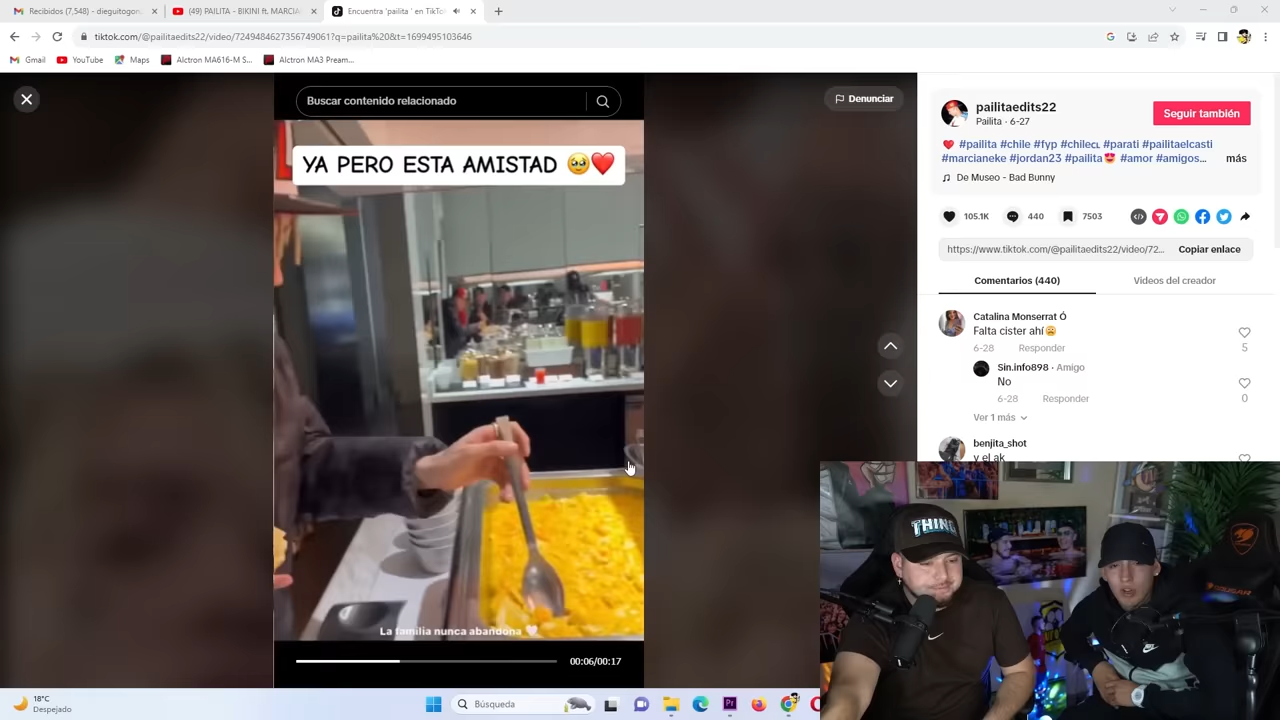 Recibidos (7,548) - dieguitogon
(49) PAILITA - BIKINI ft. MARCIA
Encuentra 'pailita ' en TikTo
tiktok.com/@pailitaedits22/video/7249484627356749061?q=pailita%20&t=1699495103646
Gmail
YouTube
Maps
Alctron MA616-M S...
Alctron MA3 Pream...
Buscar contenido relacionado
Denunciar
YA PERO ESTA AMISTAD 🥹❤️
La familia nunca abandona 🤍
00:06/00:17
pailitaedits22
Pailita · 6-27
Seguir también
❤️ #pailita #chile #fyp #chile🇨🇱 #parati #pailitaelcasti
#marcianeke #jordan23 #pailita😍 #amor #amigos...
más
De Museo - Bad Bunny
105.1K
440
7503
https://www.tiktok.com/@pailitaedits22/video/72...
Copiar enlace
Comentarios (440)
Videos del creador
Catalina Monserrat Ó
Falta cister ahí😩
6-28
Responder
5
Sin.info898 · Amigo
No
6-28
Responder
0
Ver 1 más
benjita_shot
y el ak
THINK
COUGAR
18°C
Despejado
Búsqueda